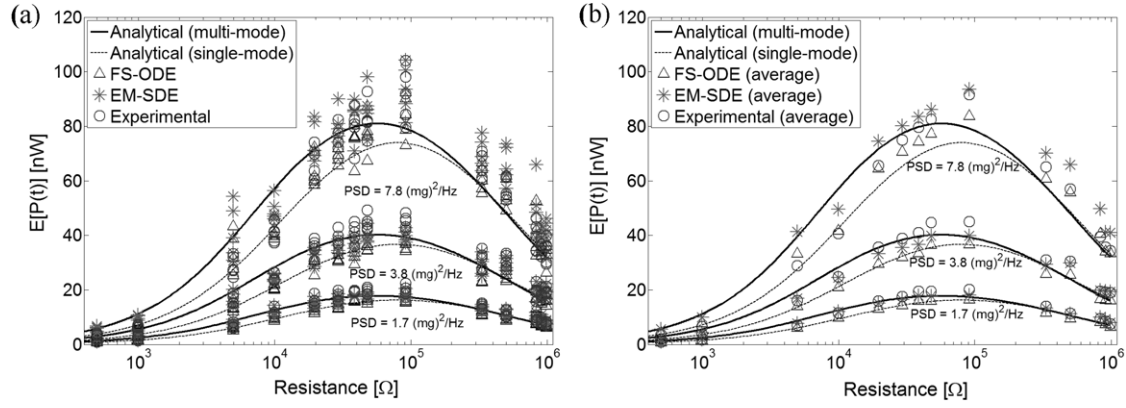 (a)
120
100
80
60
40
20
0
E[P(t)] [nW]
Analytical (multi-mode)
Analytical (single-mode)
FS-ODE
EM-SDE
Experimental
PSD = 7.8 (mg)²/Hz
PSD = 3.8 (mg)²/Hz
PSD = 1.7 (mg)²/Hz
10³ 10⁴ 10⁵ 10⁶
Resistance [Ω]
(b)
120
100
80
60
40
20
0
E[P(t)] [nW]
Analytical (multi-mode)
Analytical (single-mode)
FS-ODE (average)
EM-SDE (average)
Experimental (average)
PSD = 7.8 (mg)²/Hz
PSD = 3.8 (mg)²/Hz
PSD = 1.7 (mg)²/Hz
10³ 10⁴ 10⁵ 10⁶
Resistance [Ω]